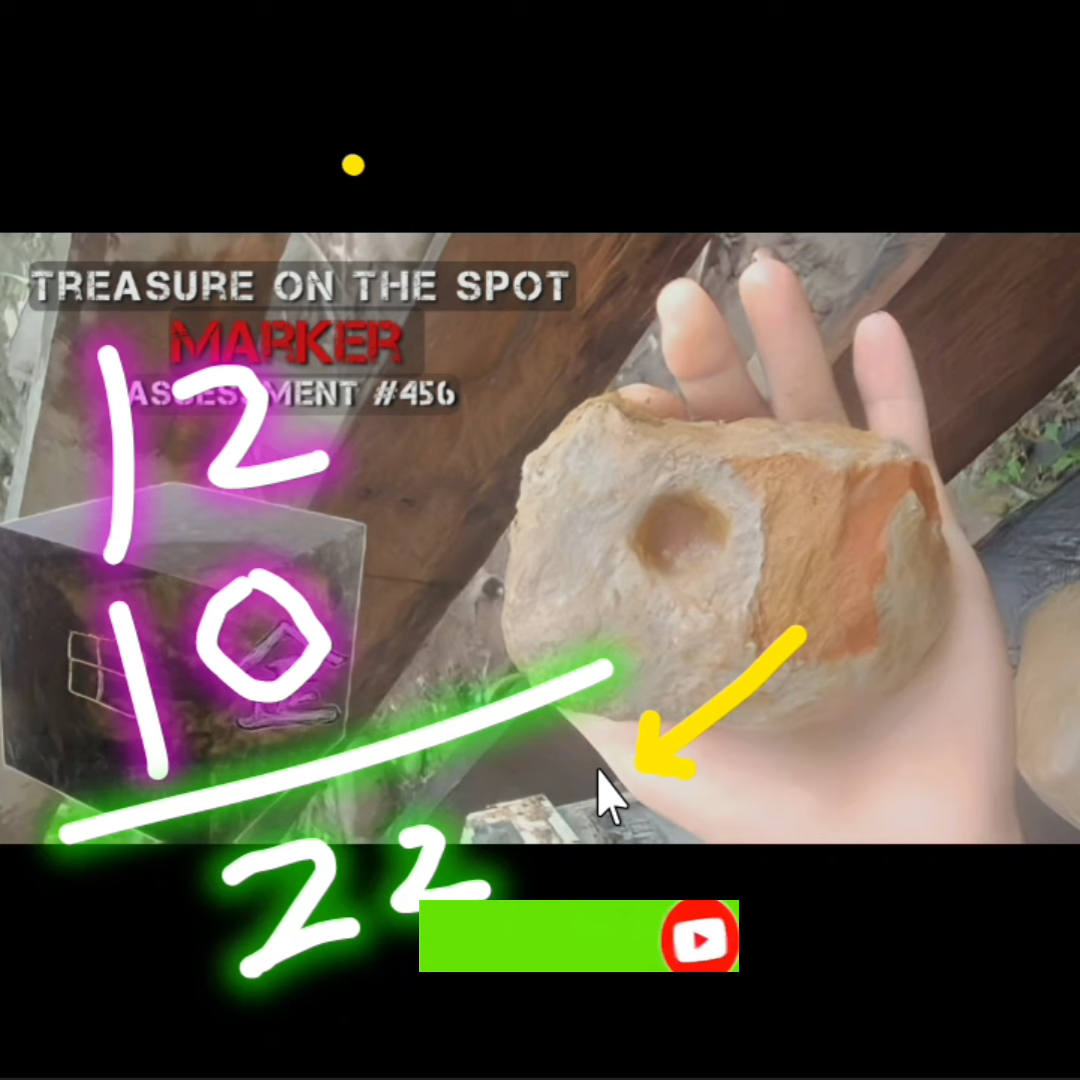 TREASURE ON THE SPOT
MARKER
ASSESSMENT #456
12
10
22